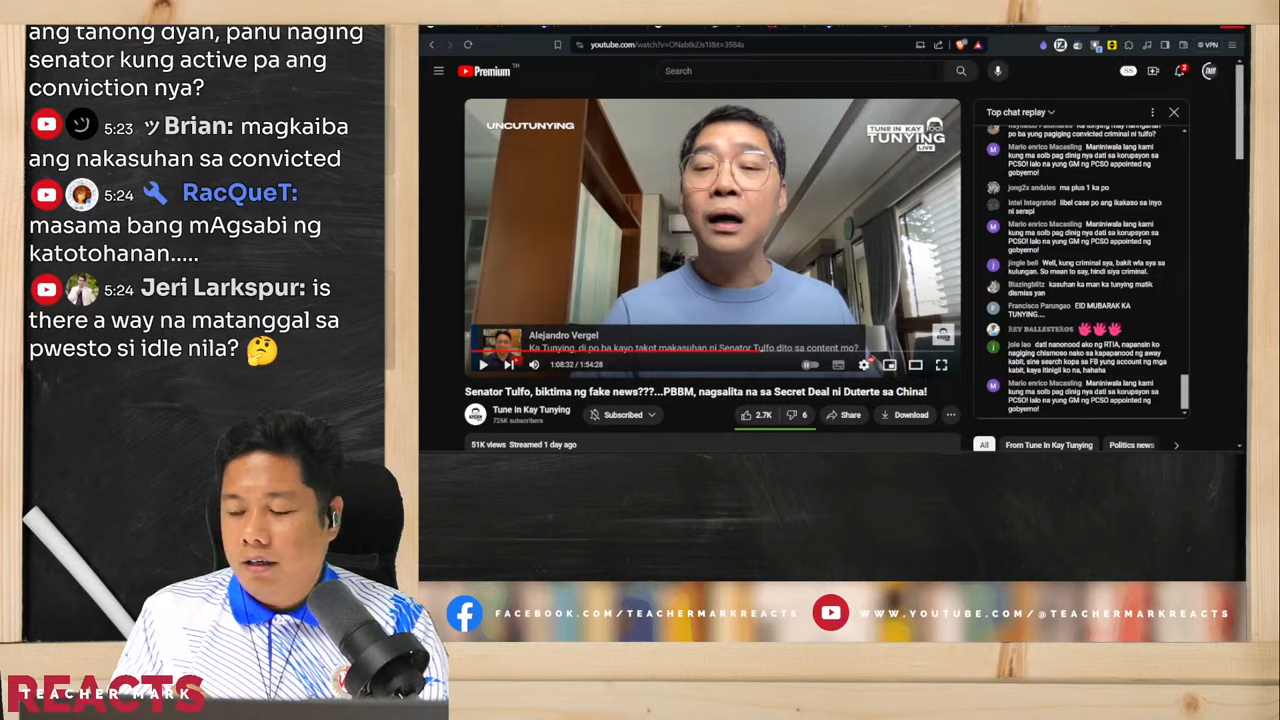 ang tanong dyan, panu naging
senator kung active pa ang
conviction nya?
5:23 ツBrian: magkaiba
ang nakasuhan sa convicted
5:24 RacQueT:
masama bang mAgsabi ng
katotohanan.....
5:24 Jeri Larkspur: is
there a way na matanggal sa
pwesto si idle nila? 🤔
REACTS
TEACHER MARK
youtube.com/watch?v=
VPN
Premium TH
Search
SS
2
UNCUTUNYING
TUNE IN KAY
TUNYING
LIVE
Alejandro Vergel
Ka Tunying, di po ba kayo takot makasuhan ni Senator Tulfo dito sa content mo?
1:08:32 / 1:54:28
Senator Tulfo, biktima ng fake news???...PBBM, nagsalita na sa Secret Deal ni Duterte sa China!
Tune In Kay Tunying
726K subscribers
Subscribed
2.7K
6
Share
Download
51K views Streamed 1 day ago
Top chat replay
po ba yung pagiging convicted criminal ni tulfo?
Mario enrico Macasling Maniniwala lang kami
kung ma solb pag dinig nya dati sa korupsyon sa
PCSO! lalo na yung GM ng PCSO appointed ng
gobyerno!
jong2x andales ma plus 1 ka po
Intel Integrated libel case po ang ikakaso sa inyo
ni serapi
Mario enrico Macasling Maniniwala lang kami
kung ma solb pag dinig nya dati sa korupsyon sa
PCSO! lalo na yung GM ng PCSO appointed ng
gobyerno!
jingle bell Well, kung criminal sya, bakit wla sya sa
kulungan. So mean to say, hindi siya criminal.
Blazingblitz kasuhan ka man ka tunying matik
dismiss yan
Francisco Parungao EID MUBARAK KA
TUNYING....
REY BALLESTEROS
jole lao dati nanonood ako ng RTIA, napansin ko
nagiging chismoso nako sa kapapanood ng away
kabit, sine search kopa sa FB yung account ng mga
kabit, kaya initigil ko na, hahaha
Mario enrico Macasling Maniniwala lang kami
kung ma solb pag dinig nya dati sa korupsyon sa
PCSO! lalo na yung GM ng PCSO appointed ng
gobyerno!
All From Tune In Kay Tunying Politics news
FACEBOOK.COM/TEACHERMARKREACTS
WWW.YOUTUBE.COM/@TEACHERMARKREACTS